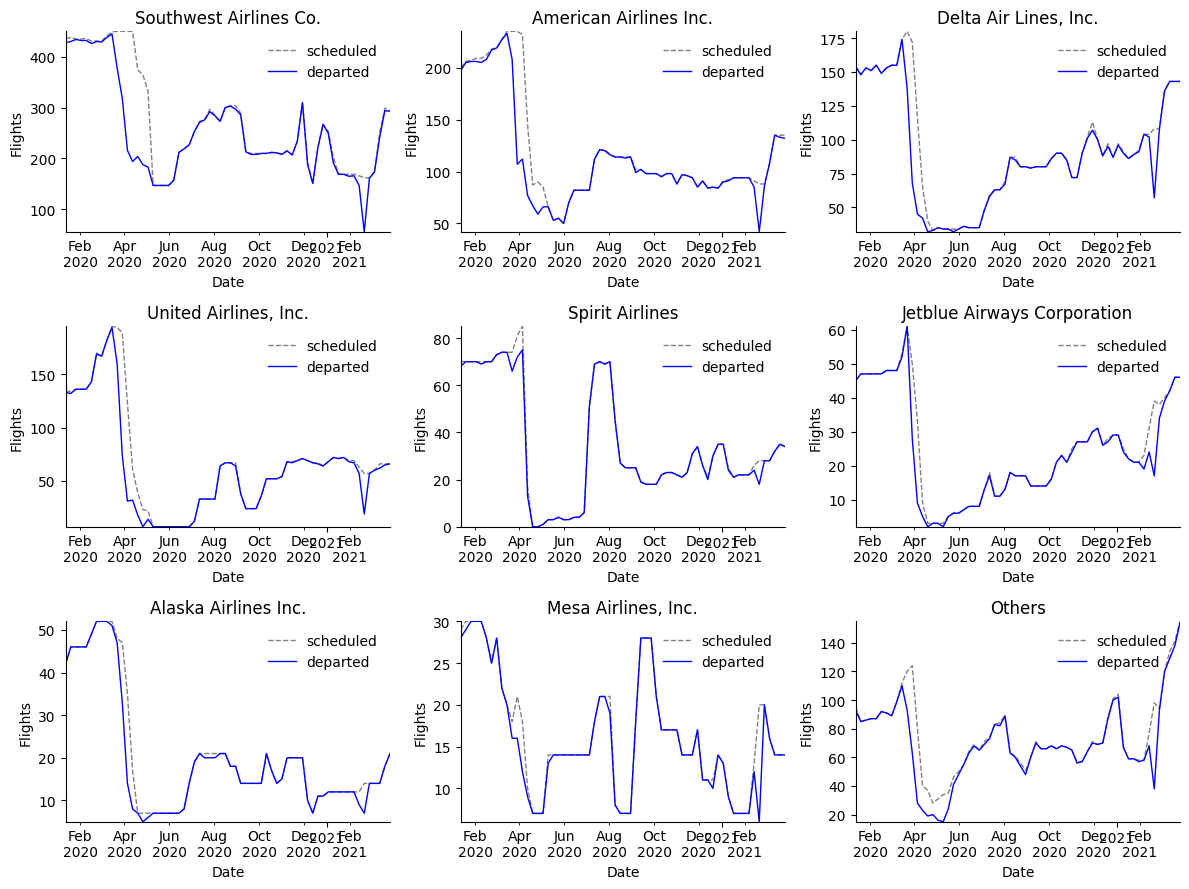 Southwest Airlines Co.
400
300
200
100
Flights
scheduled
departed
Feb Apr Jun Aug Oct Dec 2021 Feb
2020 2020 2020 2020 2020 2020 2021
Date
American Airlines Inc.
200
150
100
50
Flights
scheduled
departed
Feb Apr Jun Aug Oct Dec 2021 Feb
2020 2020 2020 2020 2020 2020 2021
Date
Delta Air Lines, Inc.
175
150
125
100
75
50
Flights
scheduled
departed
Feb Apr Jun Aug Oct Dec 2021 Feb
2020 2020 2020 2020 2020 2020 2021
Date
United Airlines, Inc.
150
100
50
Flights
scheduled
departed
Feb Apr Jun Aug Oct Dec 2021 Feb
2020 2020 2020 2020 2020 2020 2021
Date
Spirit Airlines
80
60
40
20
0
Flights
scheduled
departed
Feb Apr Jun Aug Oct Dec 2021 Feb
2020 2020 2020 2020 2020 2020 2021
Date
Jetblue Airways Corporation
60
50
40
30
20
10
Flights
scheduled
departed
Feb Apr Jun Aug Oct Dec 2021 Feb
2020 2020 2020 2020 2020 2020 2021
Date
Alaska Airlines Inc.
50
40
30
20
10
Flights
scheduled
departed
Feb Apr Jun Aug Oct Dec 2021 Feb
2020 2020 2020 2020 2020 2020 2021
Date
Mesa Airlines, Inc.
30
25
20
15
10
Flights
scheduled
departed
Feb Apr Jun Aug Oct Dec 2021 Feb
2020 2020 2020 2020 2020 2020 2021
Date
Others
140
120
100
80
60
40
20
Flights
scheduled
departed
Feb Apr Jun Aug Oct Dec 2021 Feb
2020 2020 2020 2020 2020 2020 2021
Date